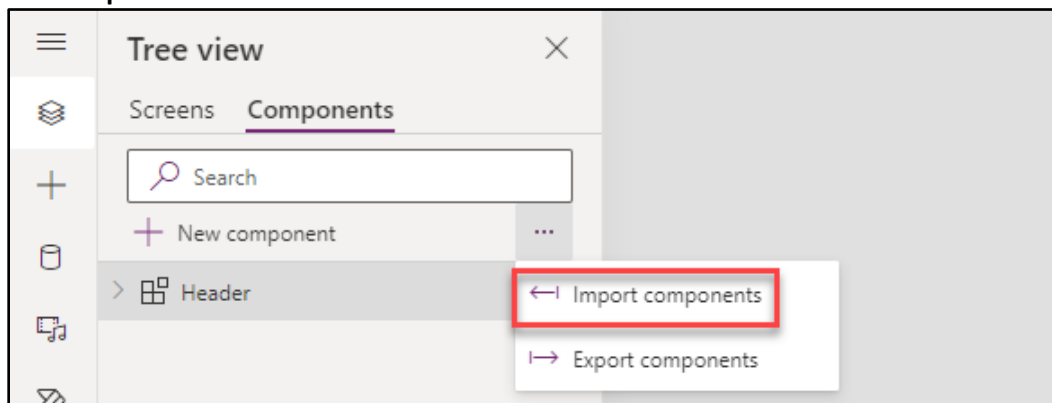 Tree view
Screens Components
Search
New component ...
Header
Import components
Export components